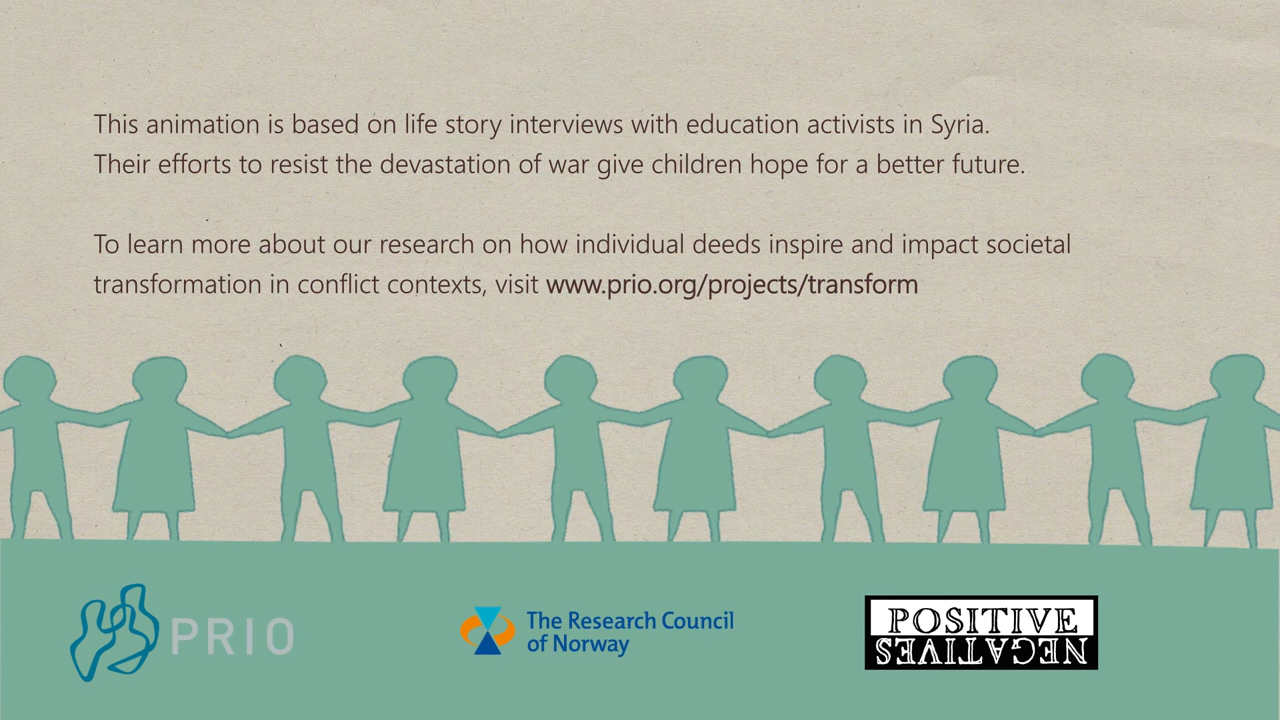 This animation is based on life story interviews with education activists in Syria.
Their efforts to resist the devastation of war give children hope for a better future.
To learn more about our research on how individual deeds inspire and impact societal
transformation in conflict contexts, visit www.prio.org/projects/transform
PRIO
The Research Council
of Norway
POSITIVE
NEGATIVES